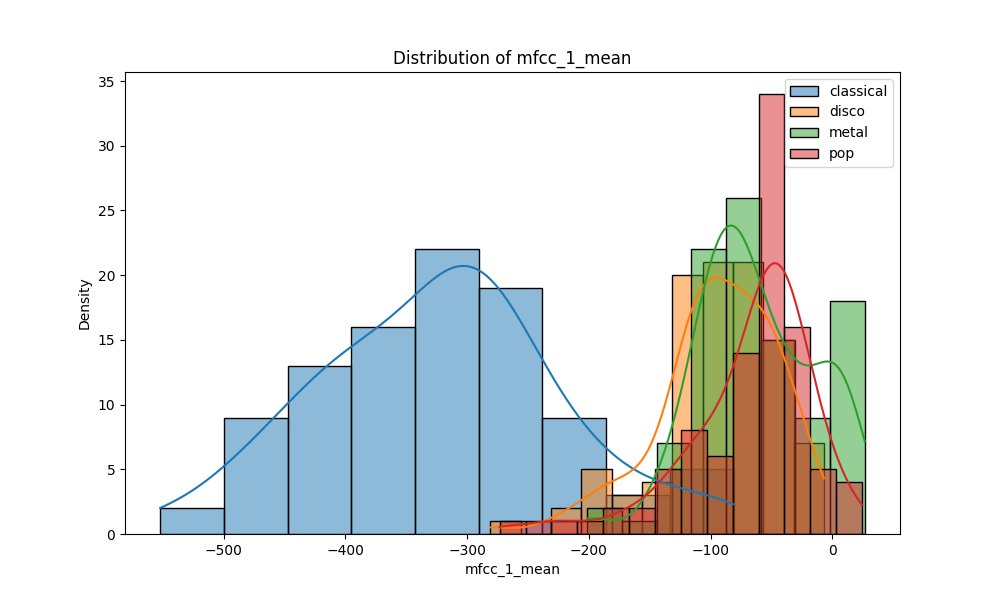 Distribution of mfcc_1_mean
35
30
25
20
15
10
5
0
Density
−500
−400
−300
−200
−100
0
mfcc_1_mean
classical
disco
metal
pop